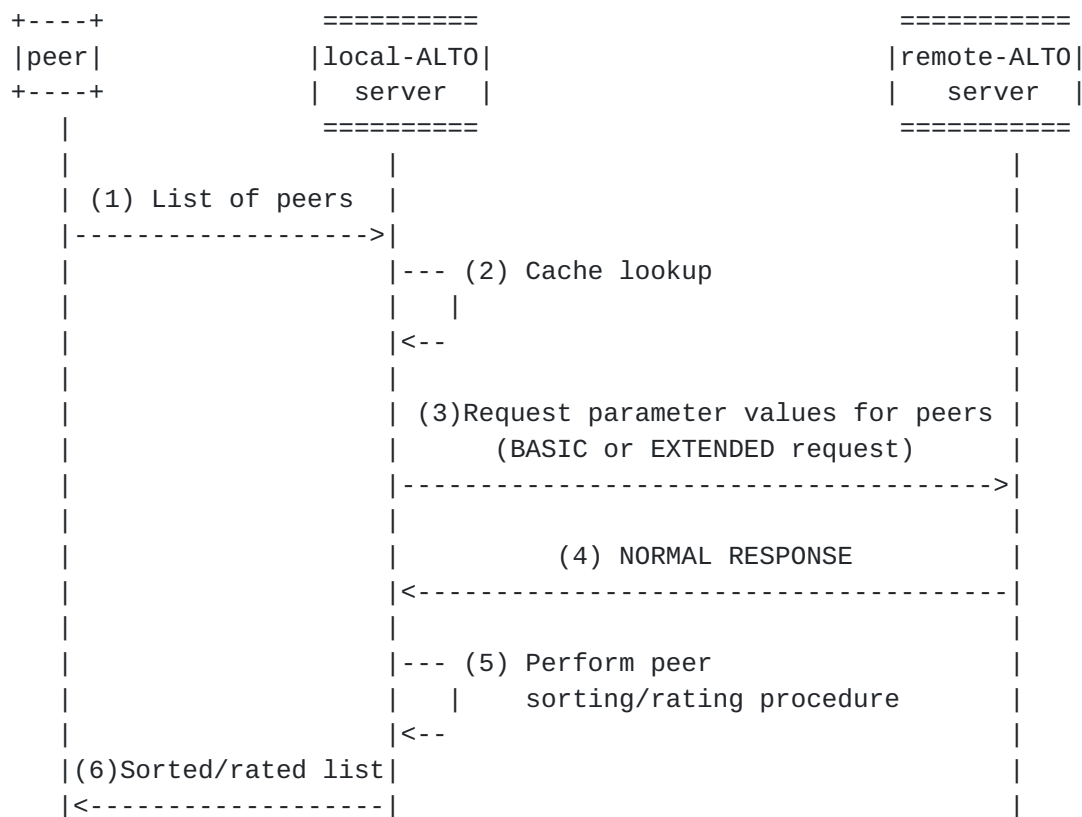 +----+              ==========                           ===========
|peer|             |local-ALTO|                         |remote-ALTO|
+----+             |  server  |                         |   server  |
   |                ==========                           ===========
   |                    |                                       |
   | (1) List of peers  |                                       |
   |------------------->|                                       |
   |                    |--- (2) Cache lookup                   |
   |                    |   |                                   |
   |                    |<--                                    |
   |                    |                                       |
   |                    | (3)Request parameter values for peers |
   |                    |      (BASIC or EXTENDED request)      |
   |                    |-------------------------------------->|
   |                    |                                       |
   |                    |          (4) NORMAL RESPONSE          |
   |                    |<--------------------------------------|
   |                    |                                       |
   |                    |--- (5) Perform peer                   |
   |                    |   |    sorting/rating procedure       |
   |                    |<--                                    |
   |(6)Sorted/rated list|                                       |
   |<-------------------|                                       |